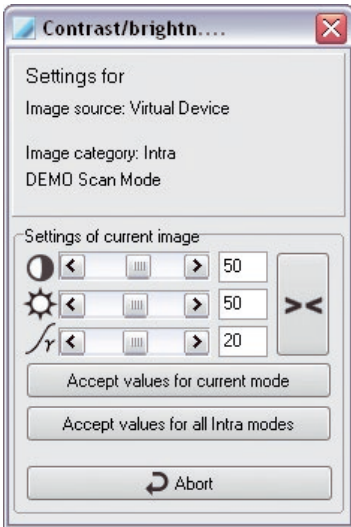 Contrast/brightn....
Settings for
Image source: Virtual Device
Image category: Intra
DEMO Scan Mode
Settings of current image
50
50
γ 20
Accept values for current mode
Accept values for all Intra modes
Abort